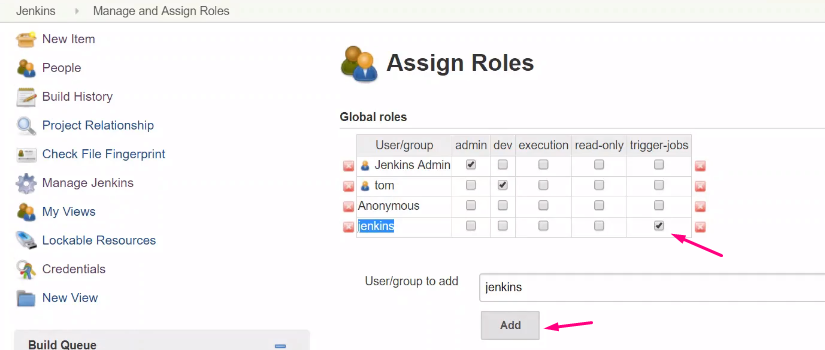 Jenkins Manage and Assign Roles
New Item
People
Build History
Project Relationship
Check File Fingerprint
Manage Jenkins
My Views
Lockable Resources
Credentials
New View
Build Queue
Assign Roles
Global roles
User/group admin dev execution read-only trigger-jobs
Jenkins Admin
tom
Anonymous
jenkins
User/group to add jenkins
Add